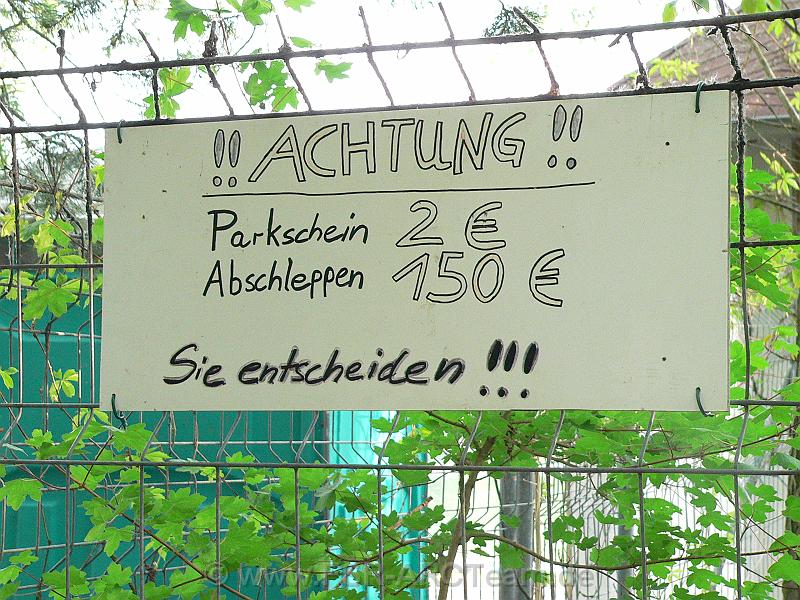 !! ACHTUNG !!
Parkschein 2 €
Abschleppen 150 €
Sie entscheiden !!!